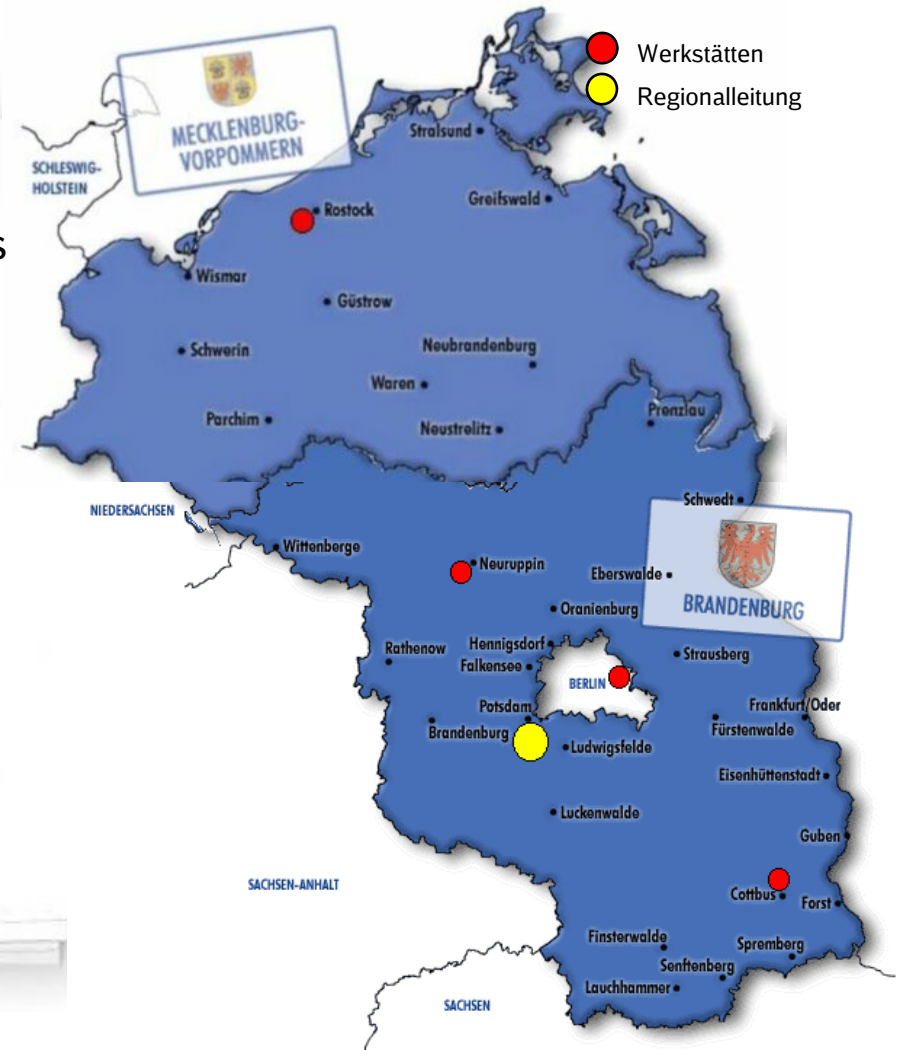 Werkstätten
Regionalleitung
MECKLENBURG-
VORPOMMERN
SCHLESWIG-
HOLSTEIN
Stralsund
Greifswald
Rostock
s
Wismar
Güstrow
Schwerin
Neubrandenburg
Waren
Parchim
Neustrelitz
Prenzlau
NIEDERSACHSEN
Schwedt
Wittenberge
Neuruppin
Eberswalde
BRANDENBURG
Oranienburg
Rathenow
Hennigsdorf
Falkensee
Strausberg
BERLIN
Potsdam
Frankfurt/Oder
Brandenburg
Fürstenwalde
Ludwigsfelde
Eisenhüttenstadt
Luckenwalde
Guben
SACHSEN-ANHALT
Cottbus
Forst
Finsterwalde
Spremberg
Senftenberg
Lauchhammer
SACHSEN